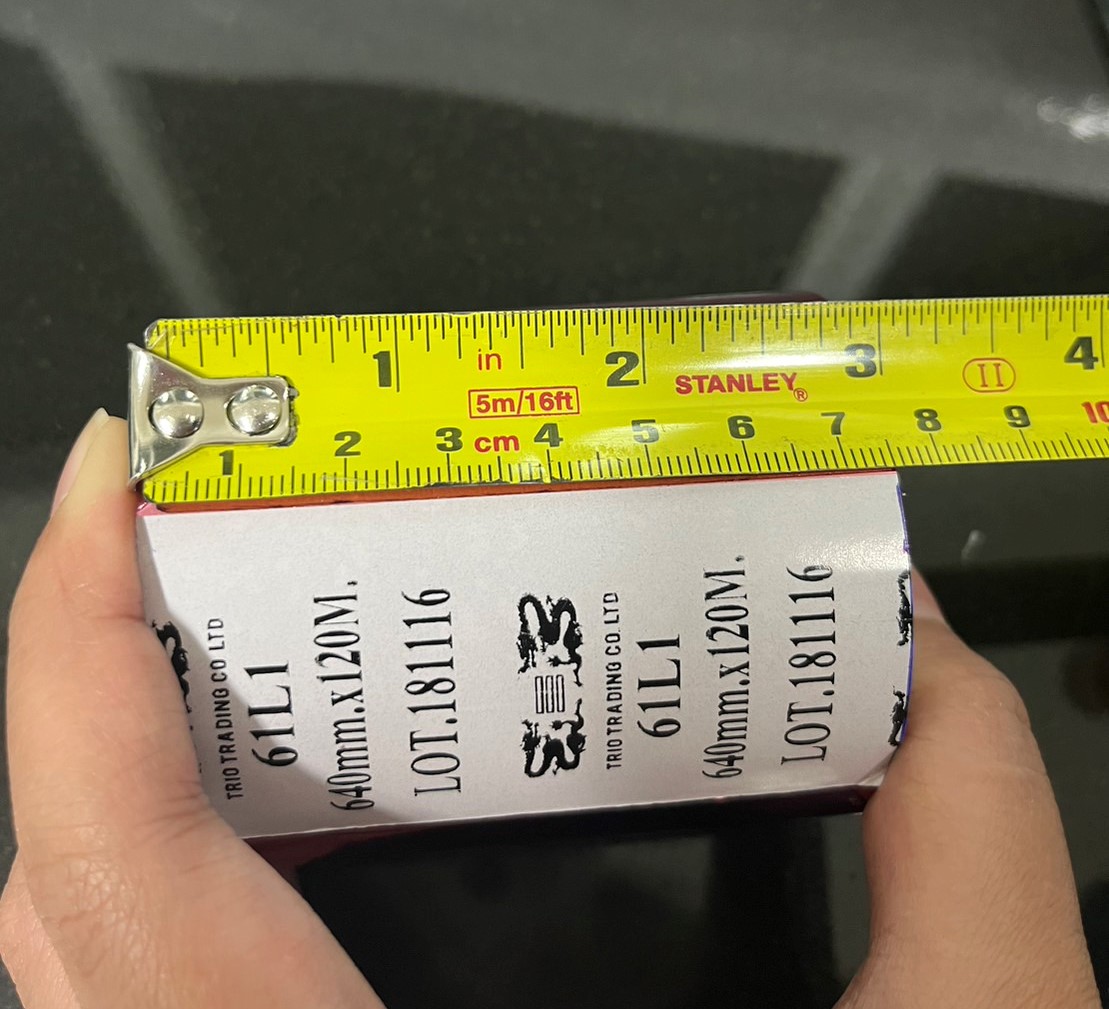 1 in 2 3 4
5m/16ft STANLEY® II
1 2 3 cm 4 5 6 7 8 9 10
TRIO TRADING CO LTD
61L1
640mm.x120M.
LOT.181116
TRIO TRADING CO. LTD
61L1
640mm.x120M.
LOT.181116